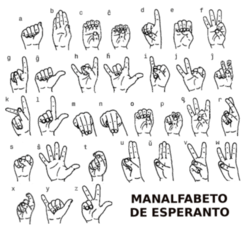 a b c ĉ d e f
g ĝ h ĥ i j ĵ
k l m n o p q r
s ŝ t u ŭ v w
x y z
MANALFABETO
DE ESPERANTO